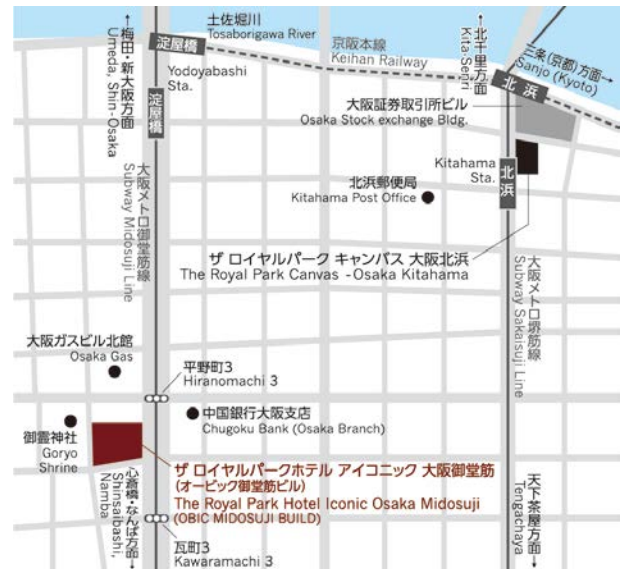 ←梅田・新大阪方面
Umeda, Shin-Osaka
土佐堀川
Tosaborigawa River
淀屋橋
京阪本線
Keihan Railway
Yodoyabashi
Sta.
淀屋橋
←北千里方面
Kita-Senri
三条(京都)方面→
Sanjo (Kyoto)
北浜
大阪証券取引所ビル
Osaka Stock exchange Bldg.
Kitahama
Sta.
北浜
北浜郵便局
Kitahama Post Office
大阪メトロ御堂筋線
Subway Midosuji Line
ザ ロイヤルパーク キャンバス 大阪北浜
The Royal Park Canvas -Osaka Kitahama
大阪メトロ堺筋線
Subway Sakaisuji Line
大阪ガスビル北館
Osaka Gas
平野町3
Hiranomachi 3
中国銀行大阪支店
Chugoku Bank (Osaka Branch)
御霊神社
Goryo
Shrine
ザ ロイヤルパークホテル アイコニック 大阪御堂筋
(オービック御堂筋ビル)
The Royal Park Hotel Iconic Osaka Midosuji
(OBIC MIDOSUJI BUILD)
心斎橋・なんば方面→
Shinsaibashi,
Namba
瓦町3
Kawaramachi 3
天下茶屋方面→
Tengachaya